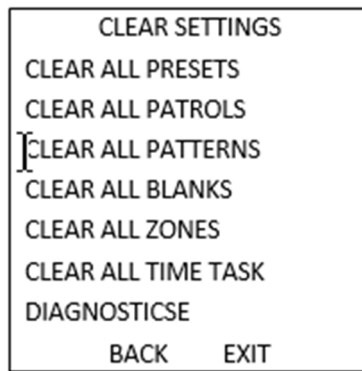 CLEAR SETTINGS
CLEAR ALL PRESETS
CLEAR ALL PATROLS
CLEAR ALL PATTERNS
CLEAR ALL BLANKS
CLEAR ALL ZONES
CLEAR ALL TIME TASK
DIAGNOSTICSE
BACK EXIT